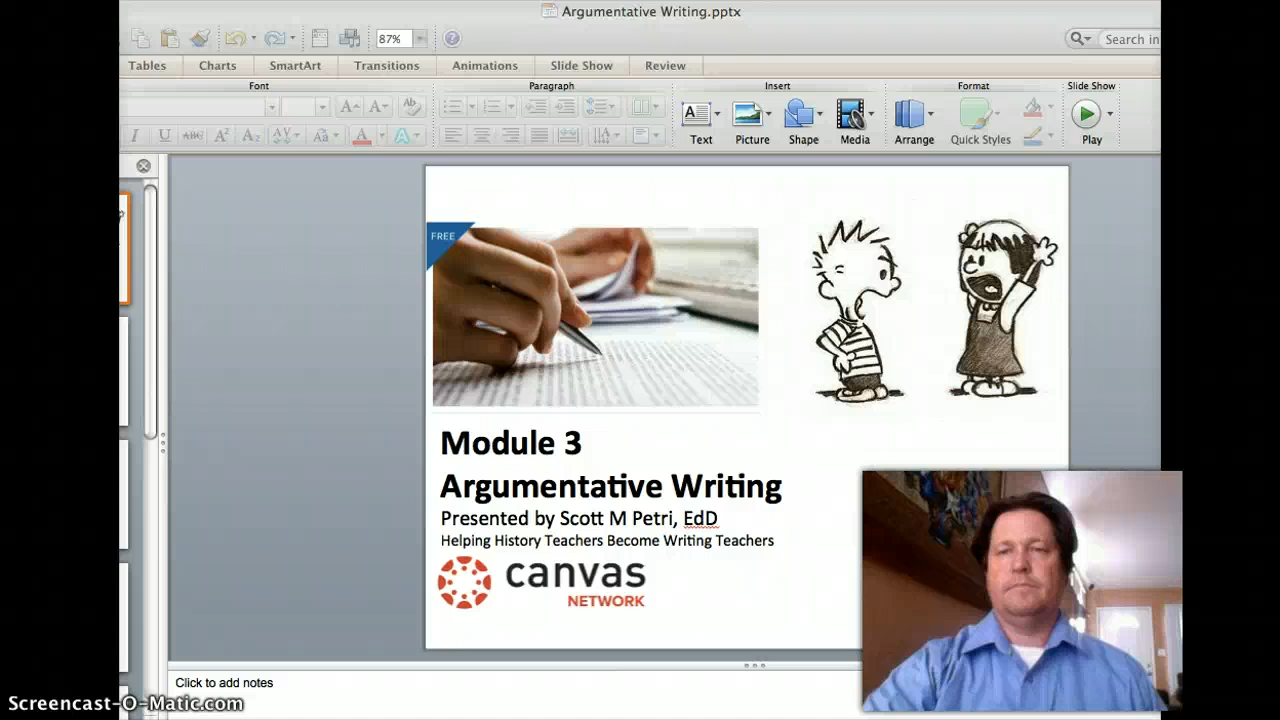 Argumentative Writing.pptx
87%
Search in
Tables Charts SmartArt Transitions Animations Slide Show Review
Font Paragraph Insert Format Slide Show
Text Picture Shape Media Arrange Quick Styles Play
FREE
Module 3
Argumentative Writing
Presented by Scott M Petri, EdD
Helping History Teachers Become Writing Teachers
canvas
NETWORK
Click to add notes
Screencast-O-Matic.com